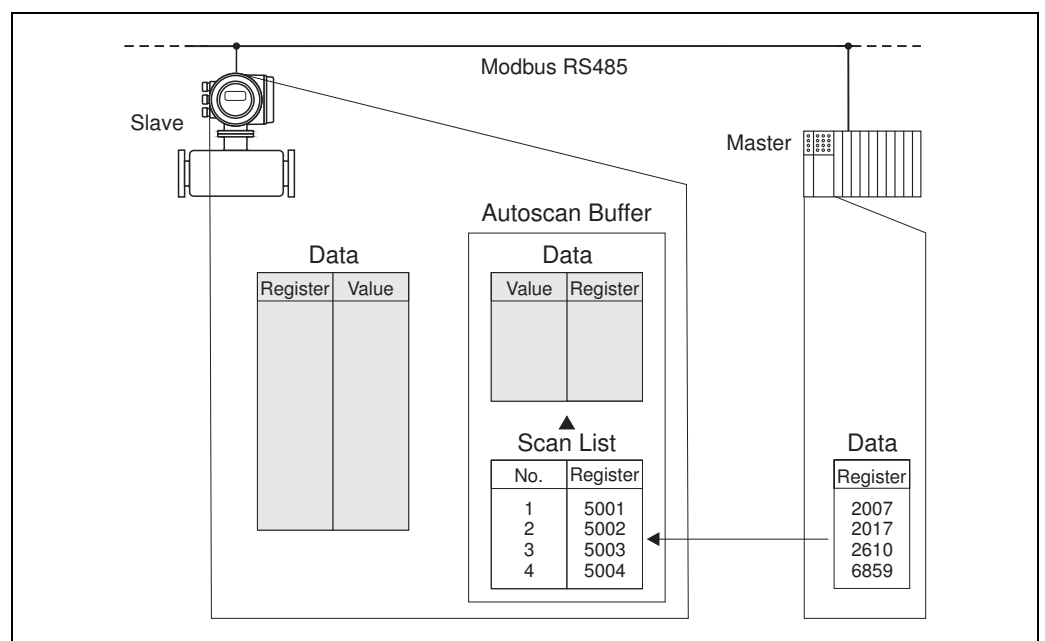 Modbus RS485
Slave
Master
Autoscan Buffer
Data
Register Value
Data
Value Register
Scan List
No. Register
1 5001
2 5002
3 5003
4 5004
Data
Register
2007
2017
2610
6859